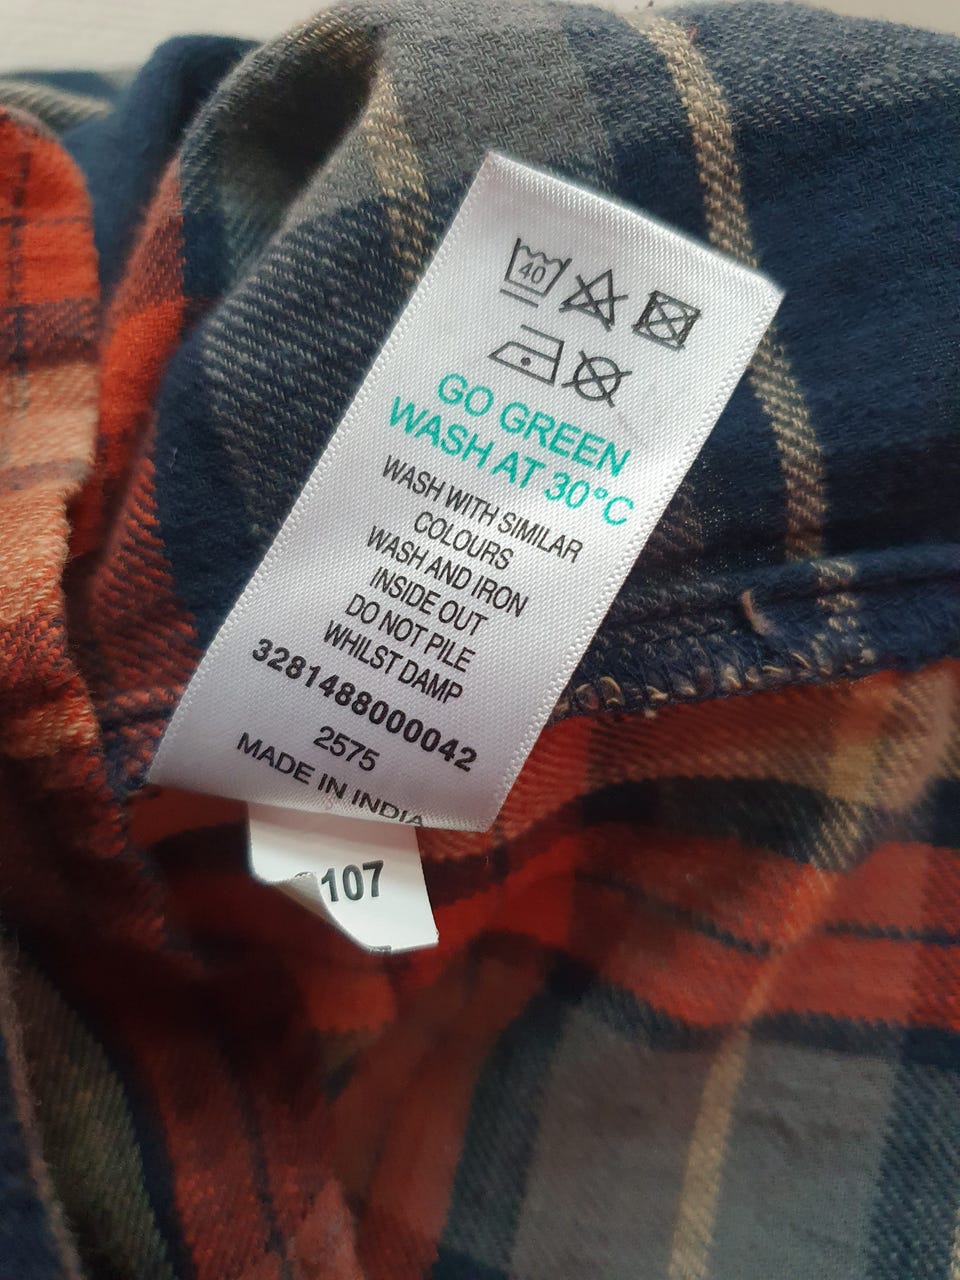 40
GO GREEN
WASH AT 30°C
WASH WITH SIMILAR
COLOURS
WASH AND IRON
INSIDE OUT
DO NOT PILE
WHILST DAMP
3281488000042
2575
MADE IN INDIA
107